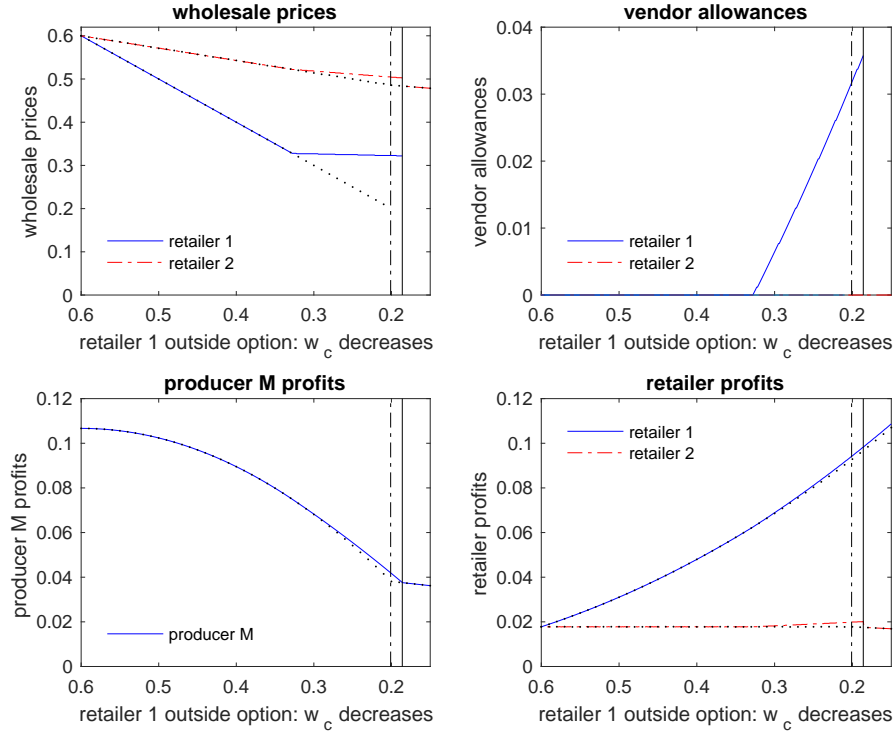 wholesale prices
wholesale prices
0.6
0.5
0.4
0.3
0.2
0.1
0
retailer 1
retailer 2
0.6 0.5 0.4 0.3 0.2
retailer 1 outside option: w_c decreases
vendor allowances
vendor allowances
0.04
0.03
0.02
0.01
0
retailer 1
retailer 2
0.6 0.5 0.4 0.3 0.2
retailer 1 outside option: w_c decreases
producer M profits
producer M profits
0.12
0.1
0.08
0.06
0.04
0.02
0
producer M
0.6 0.5 0.4 0.3 0.2
retailer 1 outside option: w_c decreases
retailer profits
retailer profits
0.12
0.1
0.08
0.06
0.04
0.02
0
retailer 1
retailer 2
0.6 0.5 0.4 0.3 0.2
retailer 1 outside option: w_c decreases